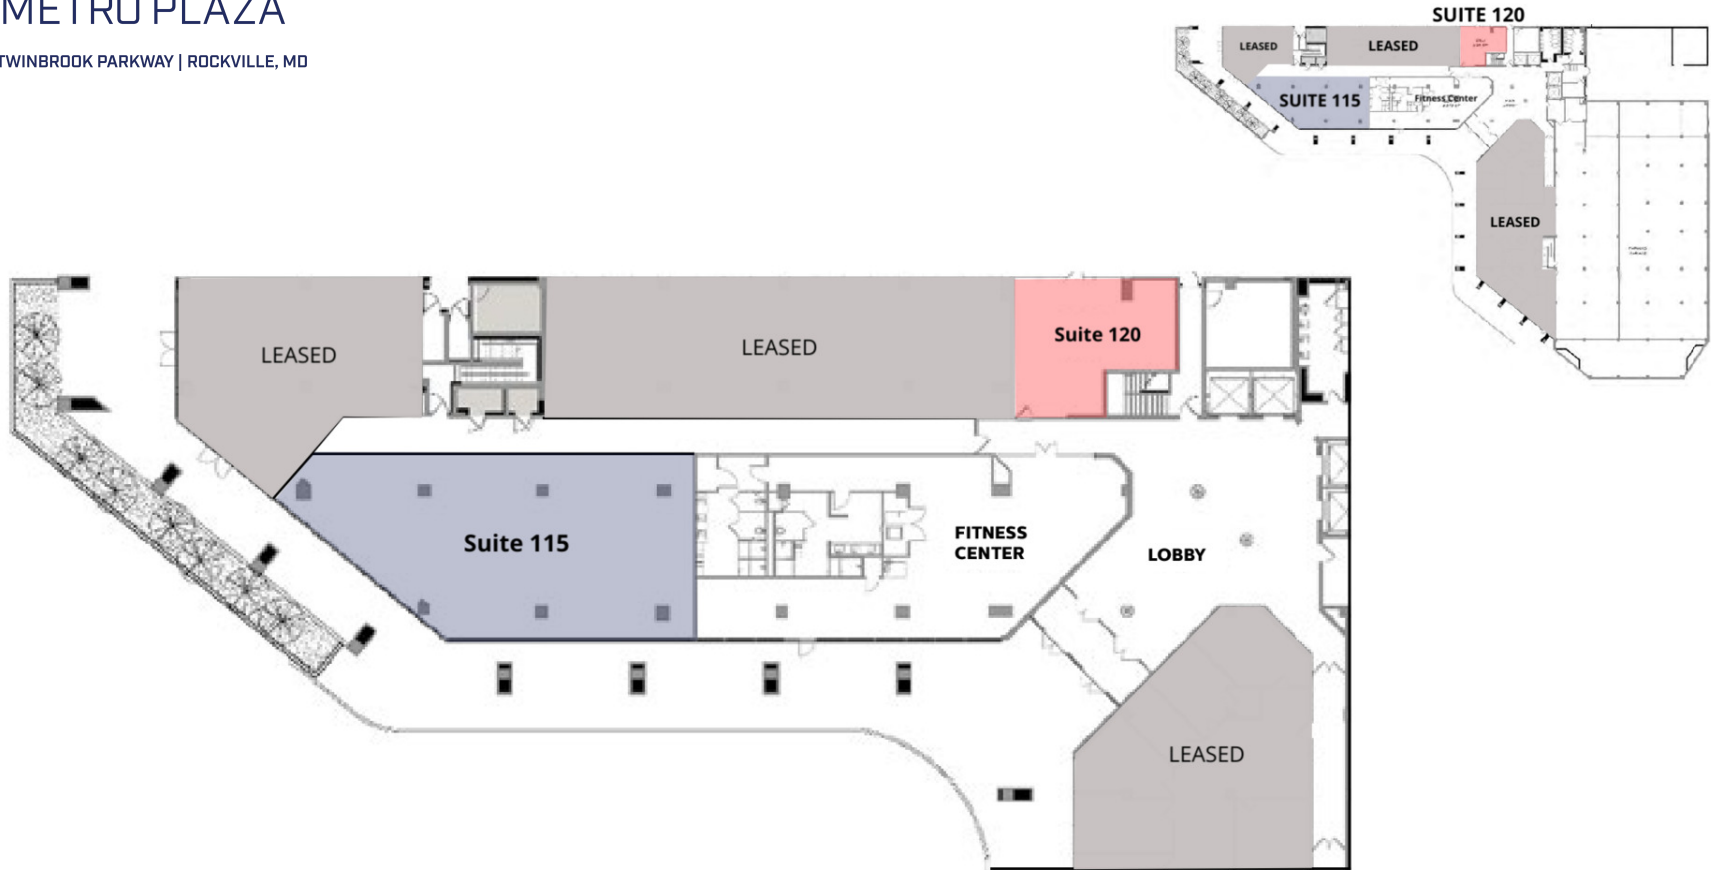 METRO PLAZA
TWINBROOK PARKWAY | ROCKVILLE, MD
SUITE 120
LEASED
LEASED
SUITE 115
Fitness Center
LEASED
LEASED
LEASED
Suite 120
Suite 115
FITNESS
CENTER
LOBBY
LEASED